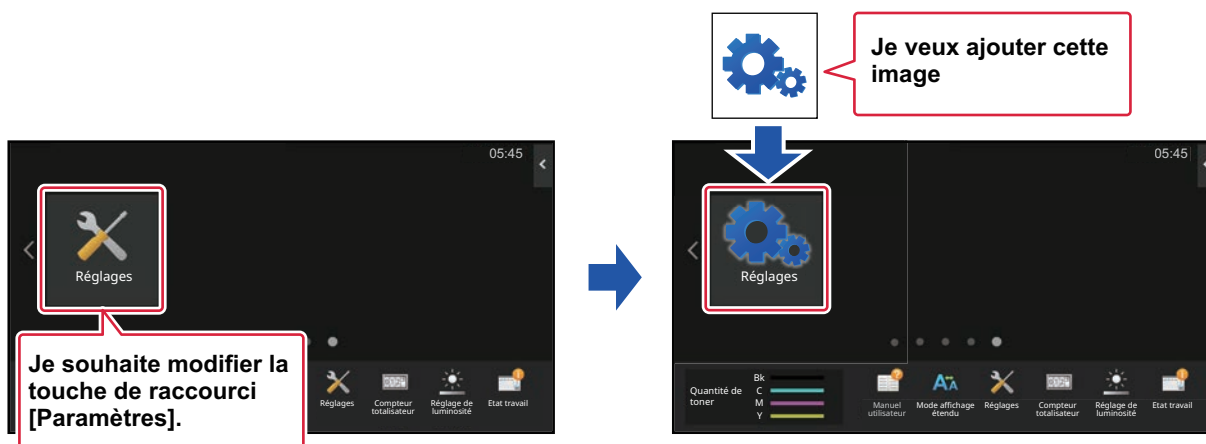 Je veux ajouter cette
image
05:45
Réglages
Je souhaite modifier la
touche de raccourci
[Paramètres].
Réglages
Compteur
totalisateur
Réglage de
luminosité
Etat travail
05:45
Réglages
Quantité de
toner
Bk
C
M
Y
Manuel
utilisateur
Mode affichage
étendu
Réglages
Compteur
totalisateur
Réglage de
luminosité
Etat travail